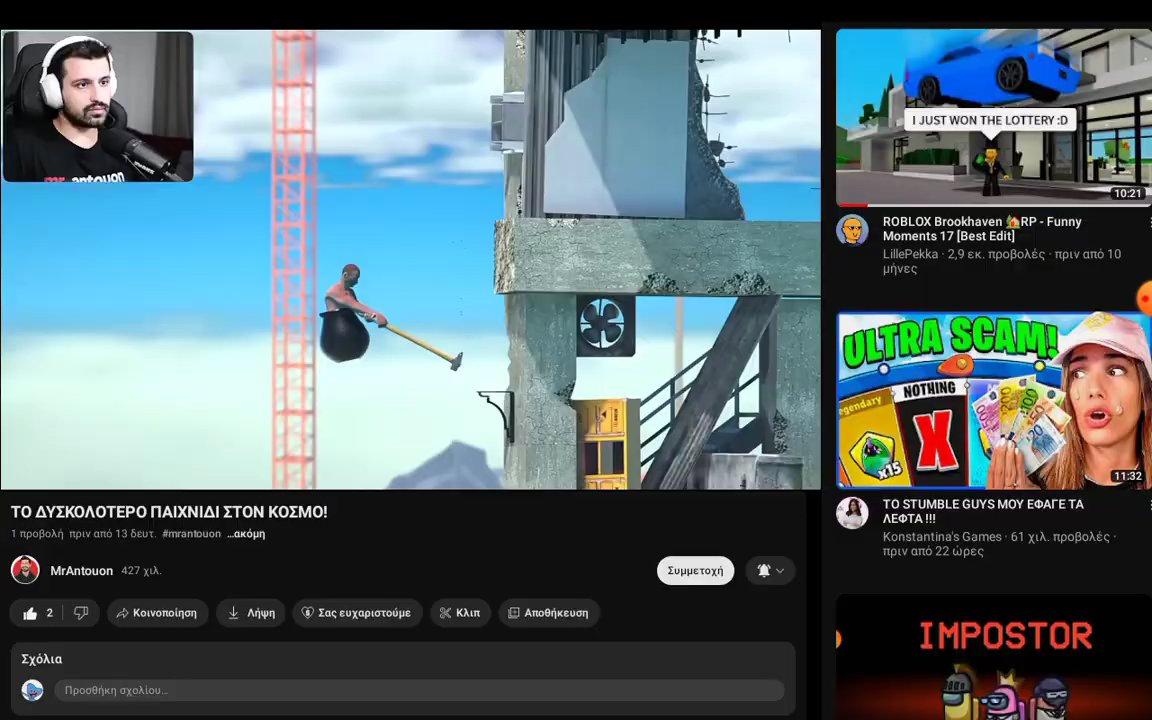 mr_antouon
ΤΟ ΔΥΣΚΟΛΟΤΕΡΟ ΠΑΙΧΝΙΔΙ ΣΤΟΝ ΚΟΣΜΟ!
1 προβολή πριν από 13 δευτ. #mrantouon ...ακόμη
MrAntouon 427 χιλ.
Συμμετοχή
2
Κοινοποίηση
Λήψη
Σας ευχαριστούμε
Κλιπ
Αποθήκευση
Σχόλια
Προσθήκη σχολίου...
I JUST WON THE LOTTERY :D
10:21
ROBLOX Brookhaven 🏡RP - Funny
Moments 17 [Best Edit]
LillePekka · 2,9 εκ. προβολές · πριν από 10
μήνες
ULTRA SCAM!
NOTHING
X
egendary
x15
11:32
ΤΟ STUMBLE GUYS ΜΟΥ ΕΦΑΓΕ ΤΑ
ΛΕΦΤΑ !!!
Konstantina's Games · 61 χιλ. προβολές ·
πριν από 22 ώρες
IMPOSTOR